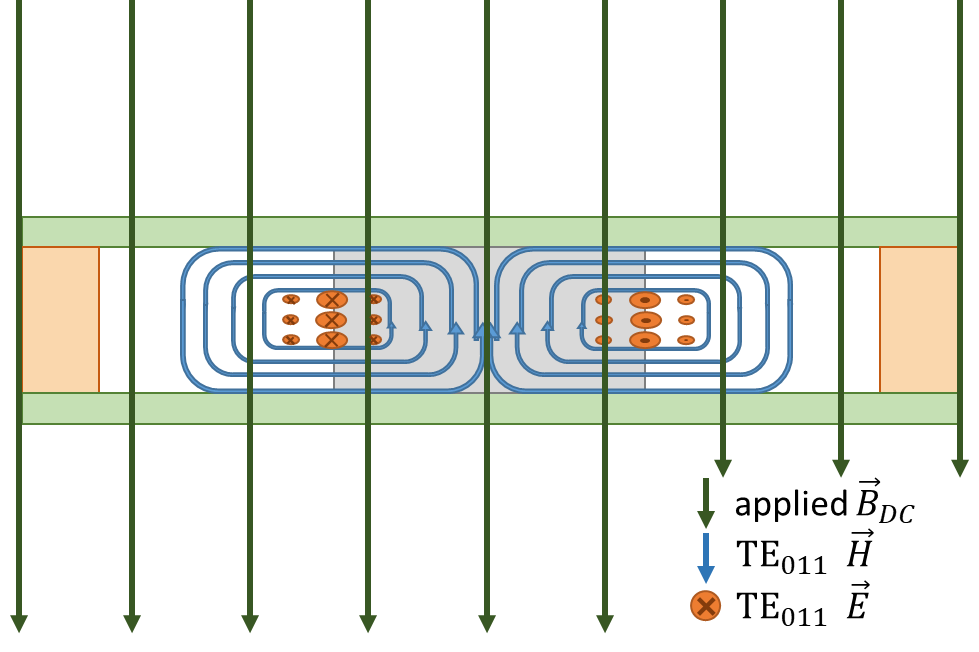 applied B⃗_DC
TE₀₁₁ H⃗
TE₀₁₁ E⃗